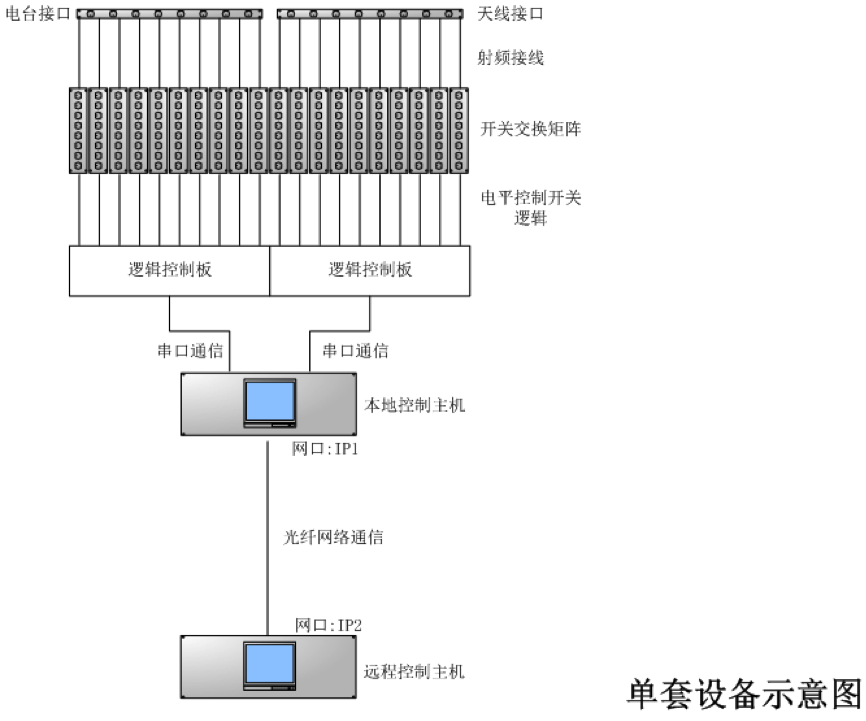 电台接口
天线接口
射频接线
开关交换矩阵
电平控制开关
逻辑
逻辑控制板
逻辑控制板
串口通信
串口通信
本地控制主机
网口:IP1
光纤网络通信
网口:IP2
远程控制主机
单套设备示意图